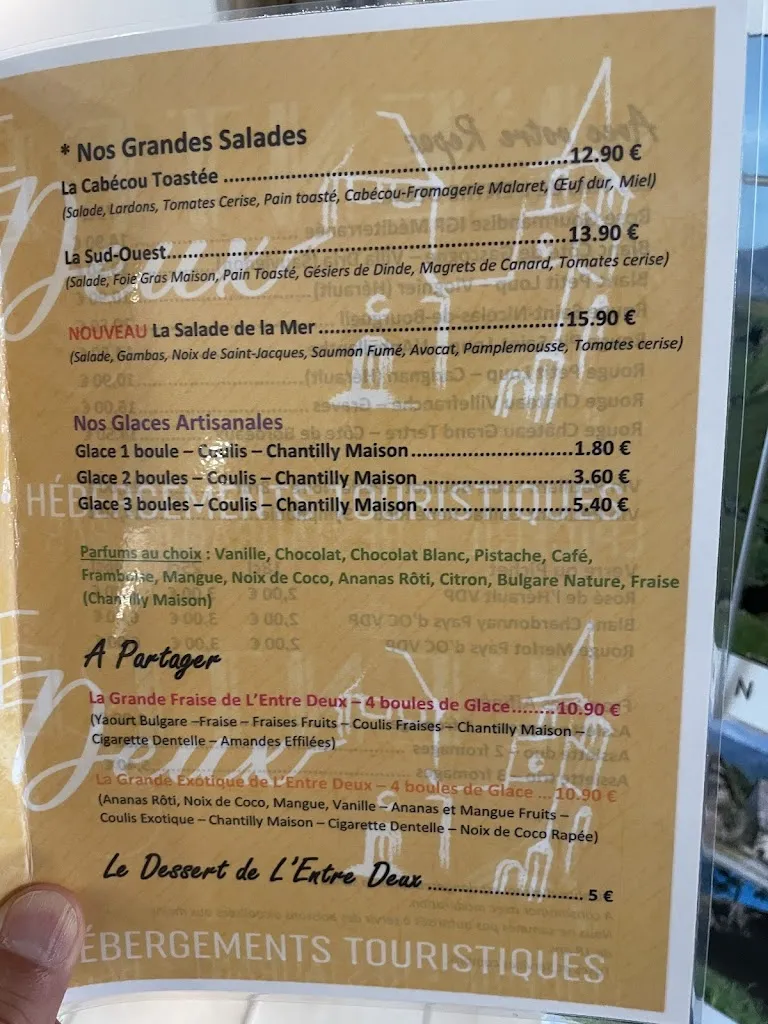 * Nos Grandes Salades
La Cabécou Toastée ........................................................12.90 €
(Salade, Lardons, Tomates Cerise, Pain toasté, Cabécou-Fromagerie Malaret, Œuf dur, Miel)
La Sud-Ouest.................................................................13.90 €
(Salade, Foie Gras Maison, Pain Toasté, Gésiers de Dinde, Magrets de Canard, Tomates cerise)
NOUVEAU La Salade de la Mer ........................................15.90 €
(Salade, Gambas, Noix de Saint-Jacques, Saumon Fumé, Avocat, Pamplemousse, Tomates cerise)
Nos Glaces Artisanales
Glace 1 boule – Coulis – Chantilly Maison..........................1.80 €
Glace 2 boules – Coulis – Chantilly Maison ........................3.60 €
Glace 3 boules – Coulis – Chantilly Maison ........................5.40 €
HÉBERGEMENTS TOURISTIQUES
Parfums au choix : Vanille, Chocolat, Chocolat Blanc, Pistache, Café,
Framboise, Mangue, Noix de Coco, Ananas Rôti, Citron, Bulgare Nature, Fraise
(Chantilly Maison)
A Partager
La Grande Fraise de L'Entre Deux – 4 boules de Glace........10.90 €
(Yaourt Bulgare –Fraise – Fraises Fruits – Coulis Fraises – Chantilly Maison –
Cigarette Dentelle – Amandes Effilées)
Deux
La Grande Exotique de L'Entre Deux – 4 boules de Glace ...10.90 €
(Ananas Rôti, Noix de Coco, Mangue, Vanille – Ananas et Mangue Fruits –
Coulis Exotique – Chantilly Maison – Cigarette Dentelle – Noix de Coco Rapée)
Le Dessert de L'Entre Deux .............................. 5 €
ÉBERGEMENTS TOURISTIQUES
N